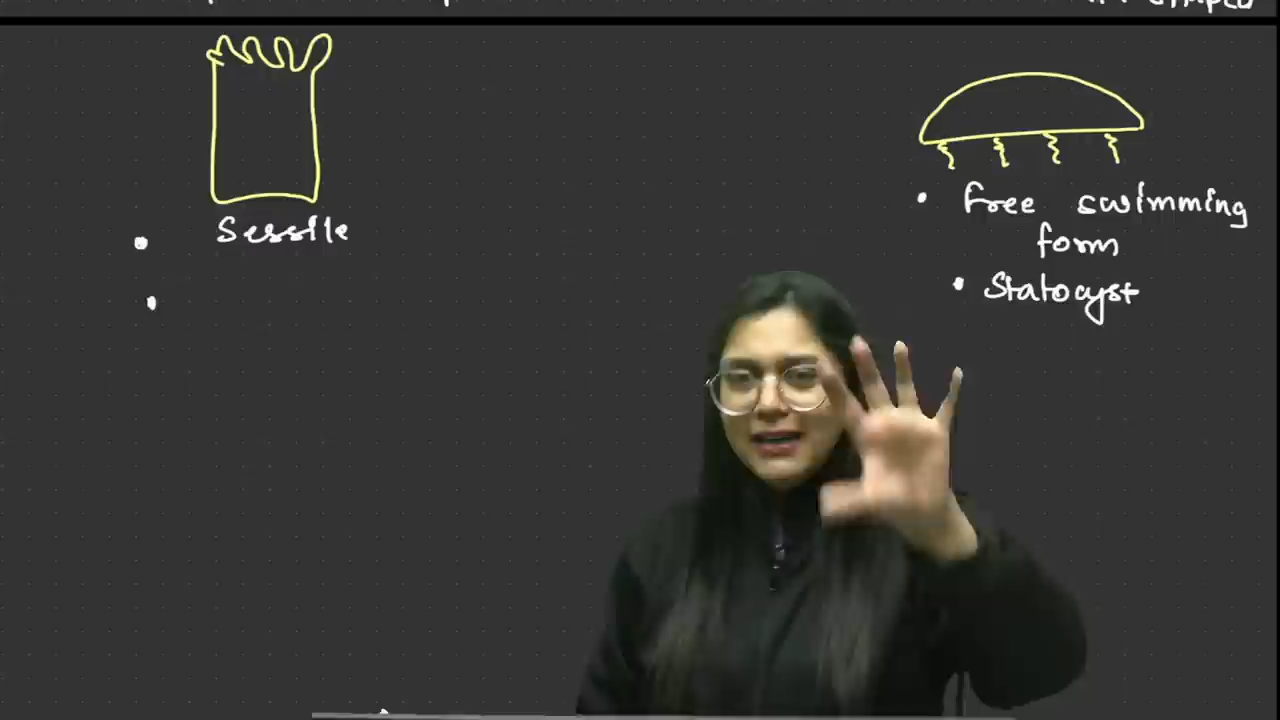 Sessile
• free swimming
form
• Statocyst